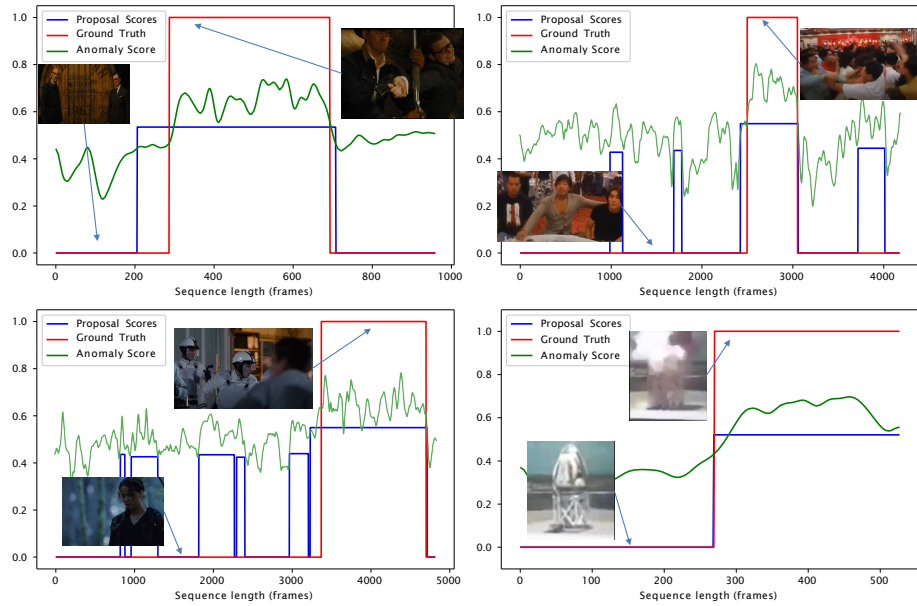 Proposal Scores
Ground Truth
Anomaly Score
1.0
0.8
0.6
0.4
0.2
0.0
0 200 400 600 800 1000
Sequence length (frames)
Proposal Scores
Ground Truth
Anomaly Score
1.0
0.8
0.6
0.4
0.2
0.0
0 1000 2000 3000 4000
Sequence length (frames)
Proposal Scores
Ground Truth
Anomaly Score
1.0
0.8
0.6
0.4
0.2
0.0
0 1000 2000 3000 4000 5000
Sequence length (frames)
Proposal Scores
Ground Truth
Anomaly Score
1.0
0.8
0.6
0.4
0.2
0.0
0 100 200 300 400 500
Sequence length (frames)